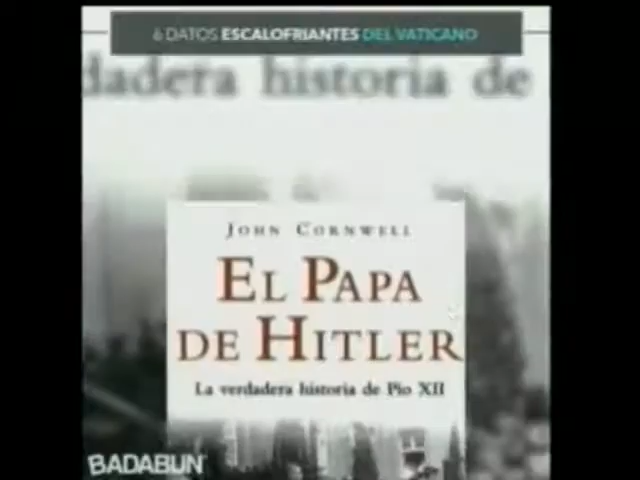 6 DATOS ESCALOFRIANTES DEL VATICANO
dadera historia de
JOHN CORNWELL
EL PAPA
DE HITLER
La verdadera historia de Pío XII
BADABUN